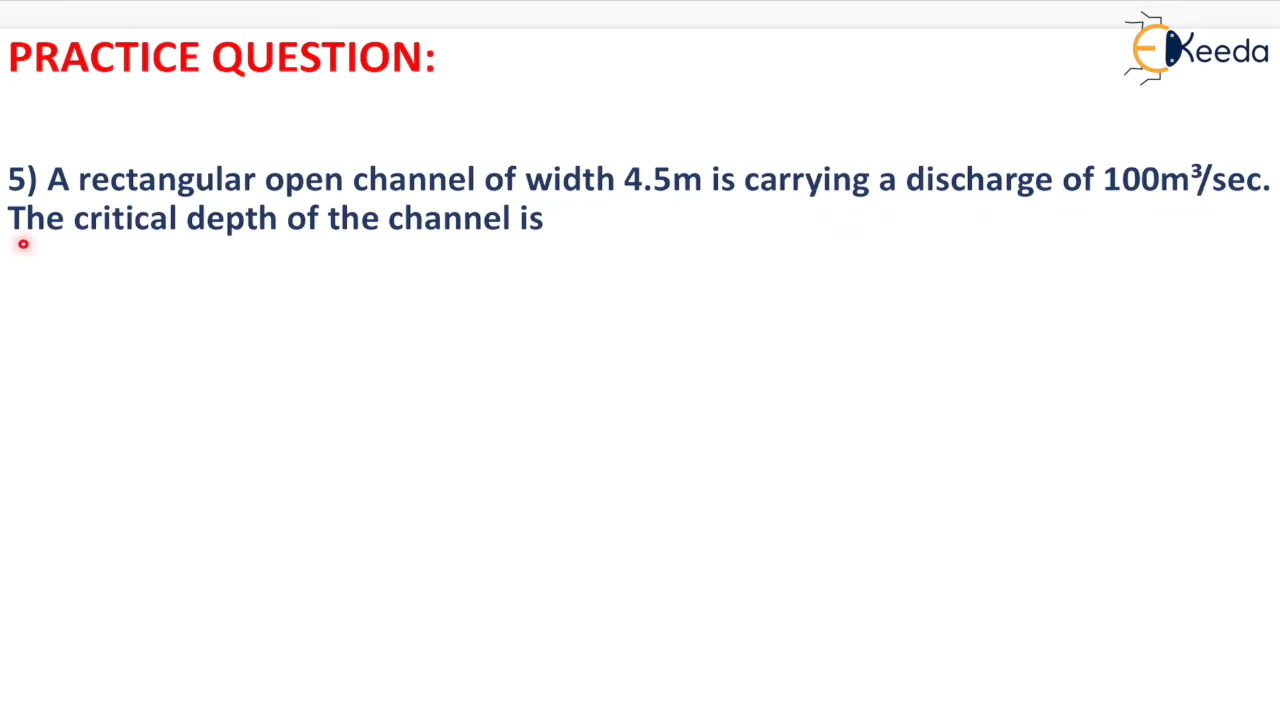 EKeeda
PRACTICE QUESTION:
5) A rectangular open channel of width 4.5m is carrying a discharge of 100m³/sec.
The critical depth of the channel is